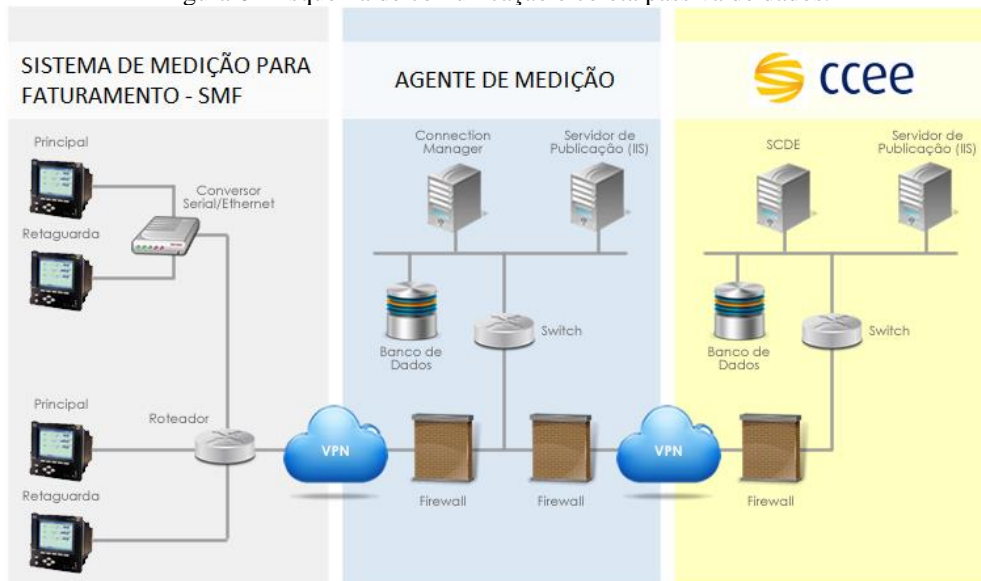 SISTEMA DE MEDIÇÃO PARA
FATURAMENTO - SMF
Principal
Conversor
Serial/Ethernet
Retaguarda
Principal
Roteador
Retaguarda
VPN
AGENTE DE MEDIÇÃO
Connection
Manager
Servidor de
Publicação (IIS)
Banco de
Dados
Switch
Firewall
Firewall
VPN
ccee
SCDE
Servidor de
Publicação (IIS)
Banco de
Dados
Switch
Firewall